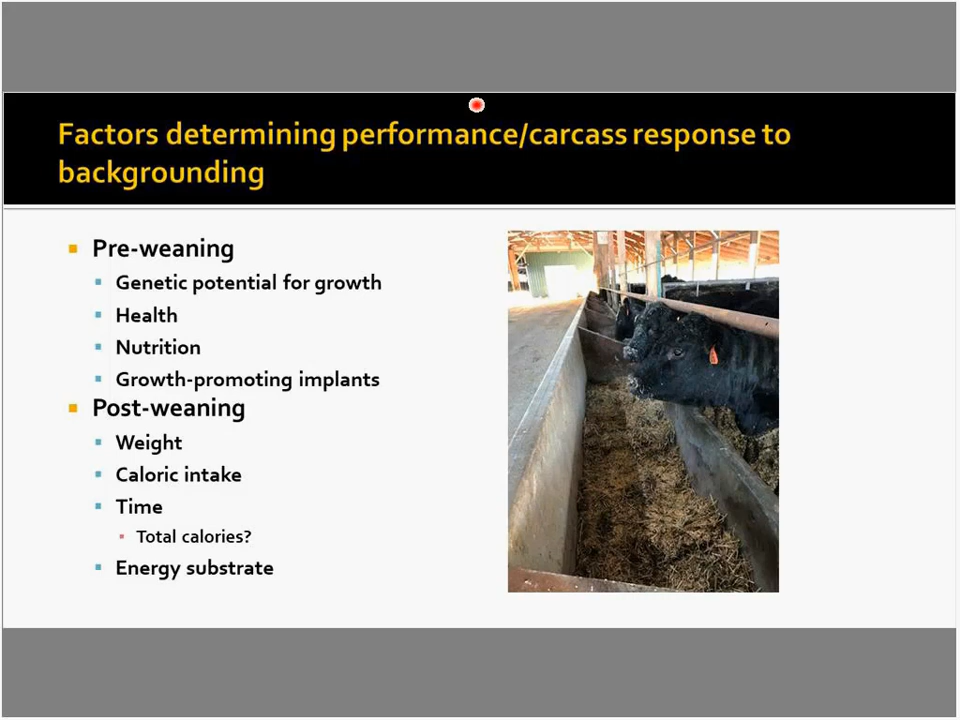 Factors determining performance/carcass response to
backgrounding
Pre-weaning
Genetic potential for growth
Health
Nutrition
Growth-promoting implants
Post-weaning
Weight
Caloric intake
Time
Total calories?
Energy substrate